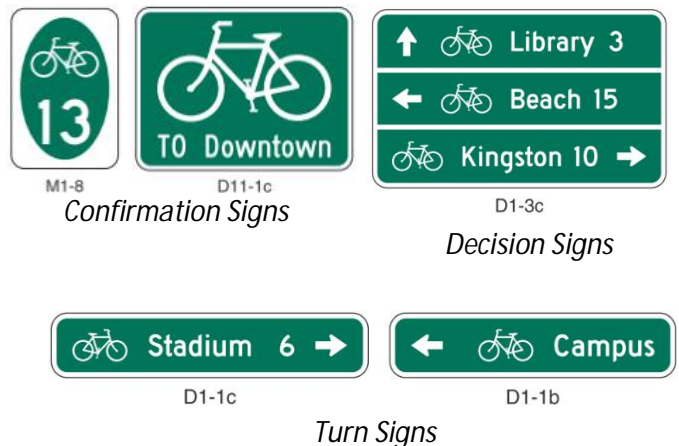 13
TO Downtown
M1-8
D11-1c
Confirmation Signs
Library 3
Beach 15
Kingston 10
D1-3c
Decision Signs
Stadium 6
D1-1c
Campus
D1-1b
Turn Signs